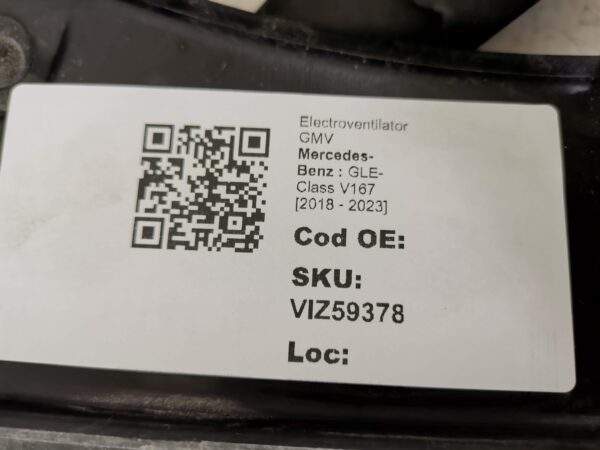 Electroventilator
GMV
Mercedes-
Benz : GLE-
Class V167
[2018 - 2023]
Cod OE:
SKU:
VIZ59378
Loc: